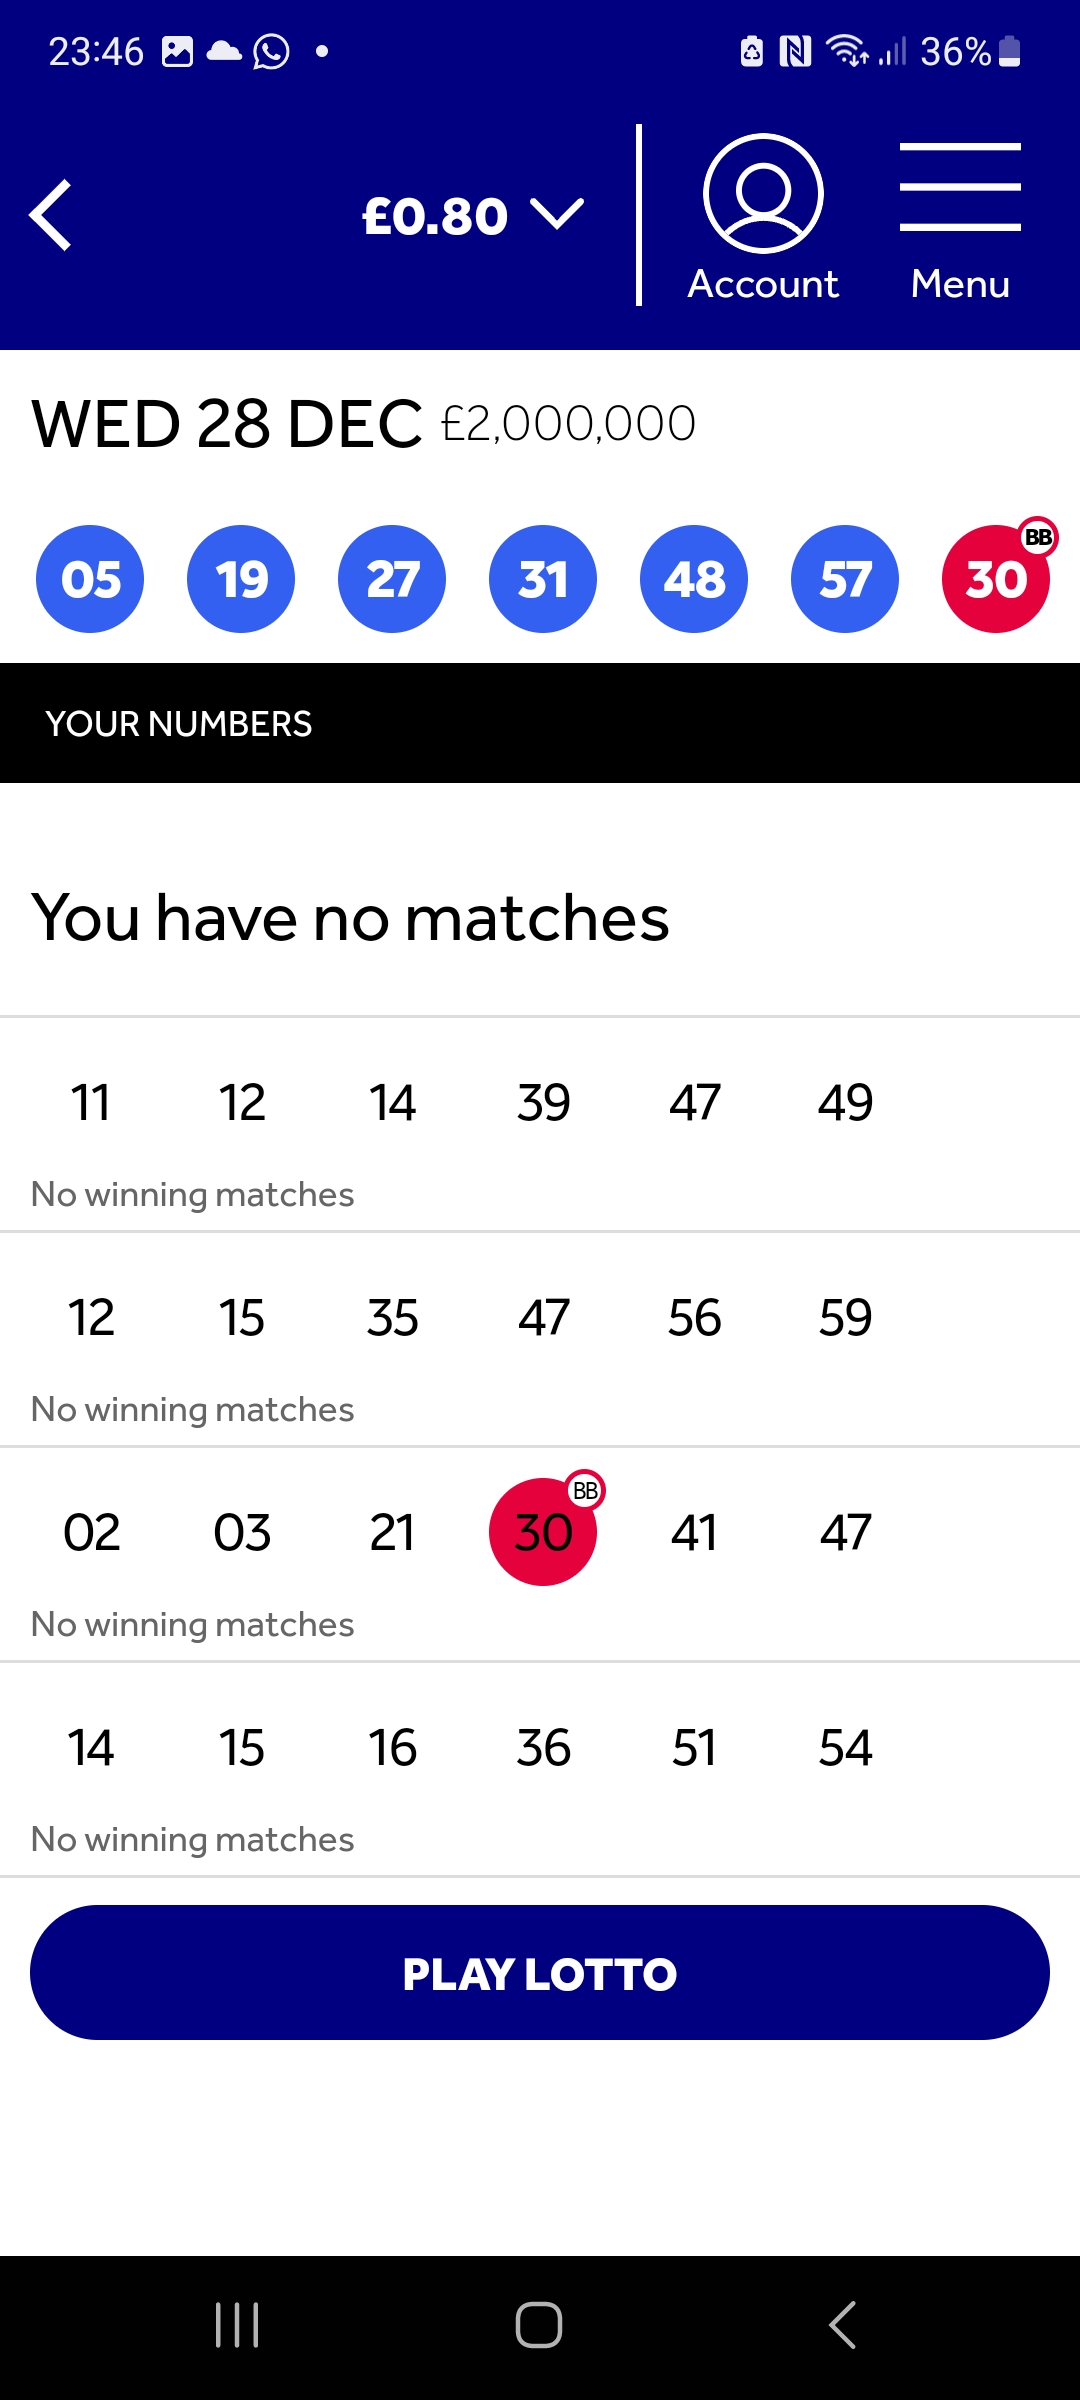 23:46 36%
£0.80
Account Menu
WED 28 DEC £2,000,000
BB
05 19 27 31 48 57 30
YOUR NUMBERS
You have no matches
11 12 14 39 47 49
No winning matches
12 15 35 47 56 59
No winning matches
BB
02 03 21 30 41 47
No winning matches
14 15 16 36 51 54
No winning matches
PLAY LOTTO